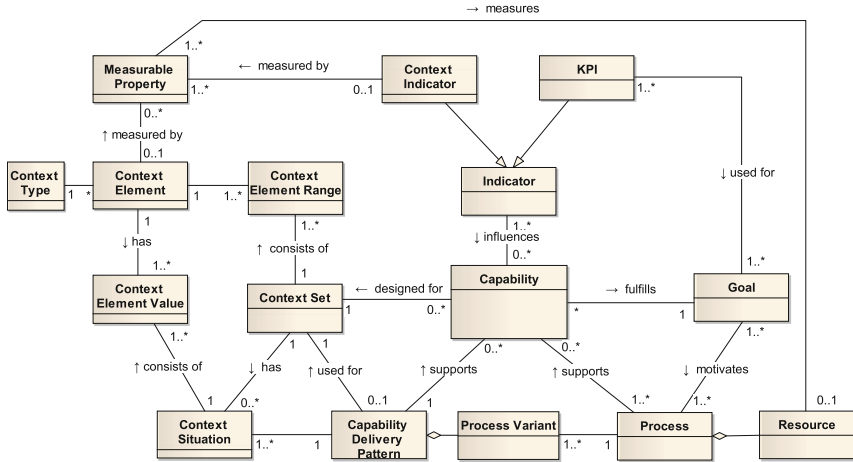 → measures
1..*
Measurable
Property
1..*
← measured by
0..1
Context
Indicator
KPI
1..*
0..*
↑ measured by
0..1
Context
Type
1
*
Context
Element
1
1..*
Context
Element Range
Indicator
↓ used for
1
↓ has
1..*
1..*
↑ consists of
1
1..*
↓ influences
0..*
1..*
Context
Element Value
Context Set
1
← designed for
0..*
Capability
*
→ fulfills
1
Goal
1..*
↑ consists of
1
1
↓ has
0..*
1
↑ used for
0..1
0..*
↑ supports
1
0..*
↑ supports
1..*
1..*
↓ motivates
1..*
0..1
Context
Situation
1..*
1
Capability
Delivery
Pattern
Process Variant
1..*
1
Process
Resource